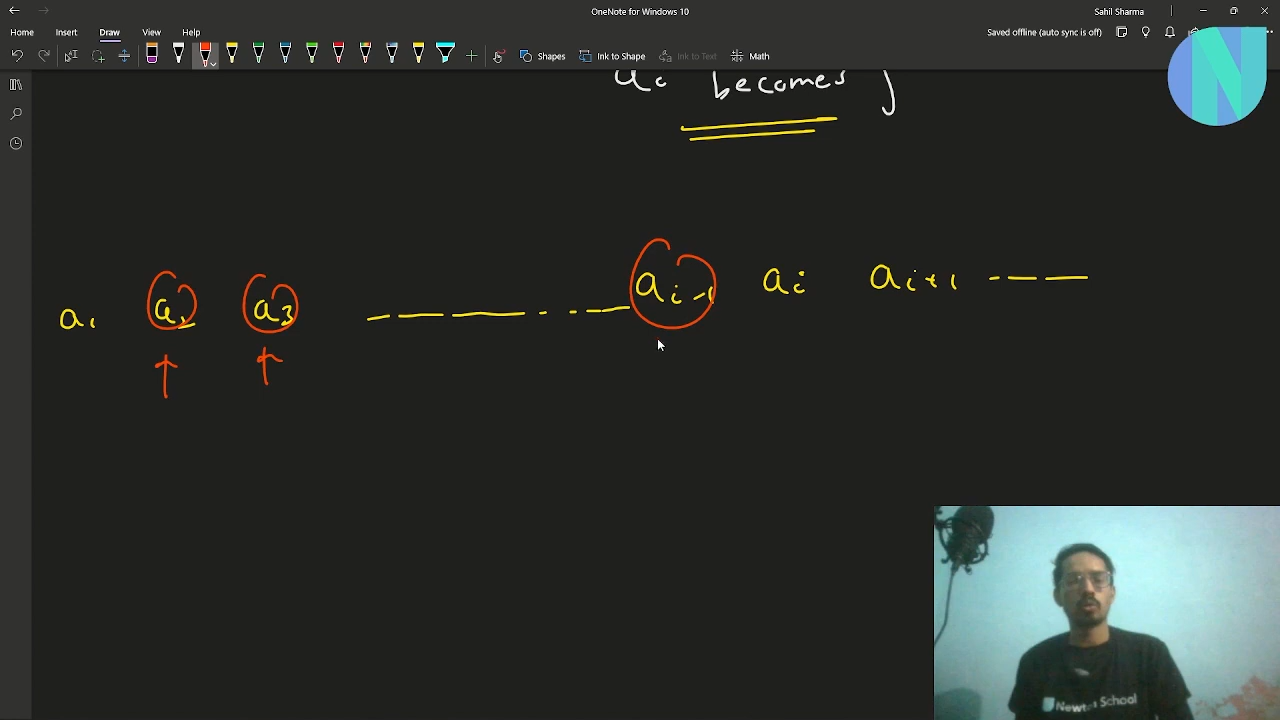 OneNote for Windows 10
Sahil Sharma
Home Insert Draw View Help
Saved offline (auto sync is off)
Shapes Ink to Shape Ink to Text Math
becomes j
a1 a2 a3 ai-1 ai ai+1
Newton School